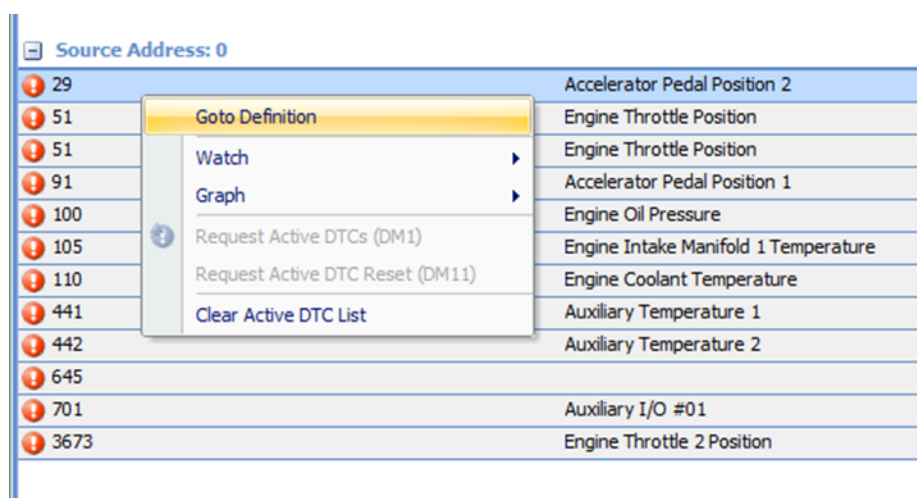 Source Address: 0
29 Accelerator Pedal Position 2
51 Engine Throttle Position
51 Engine Throttle Position
91 Accelerator Pedal Position 1
100 Engine Oil Pressure
105 Engine Intake Manifold 1 Temperature
110 Engine Coolant Temperature
441 Auxiliary Temperature 1
442 Auxiliary Temperature 2
645
701 Auxiliary I/O #01
3673 Engine Throttle 2 Position
Goto Definition
Watch
Graph
Request Active DTCs (DM1)
Request Active DTC Reset (DM11)
Clear Active DTC List